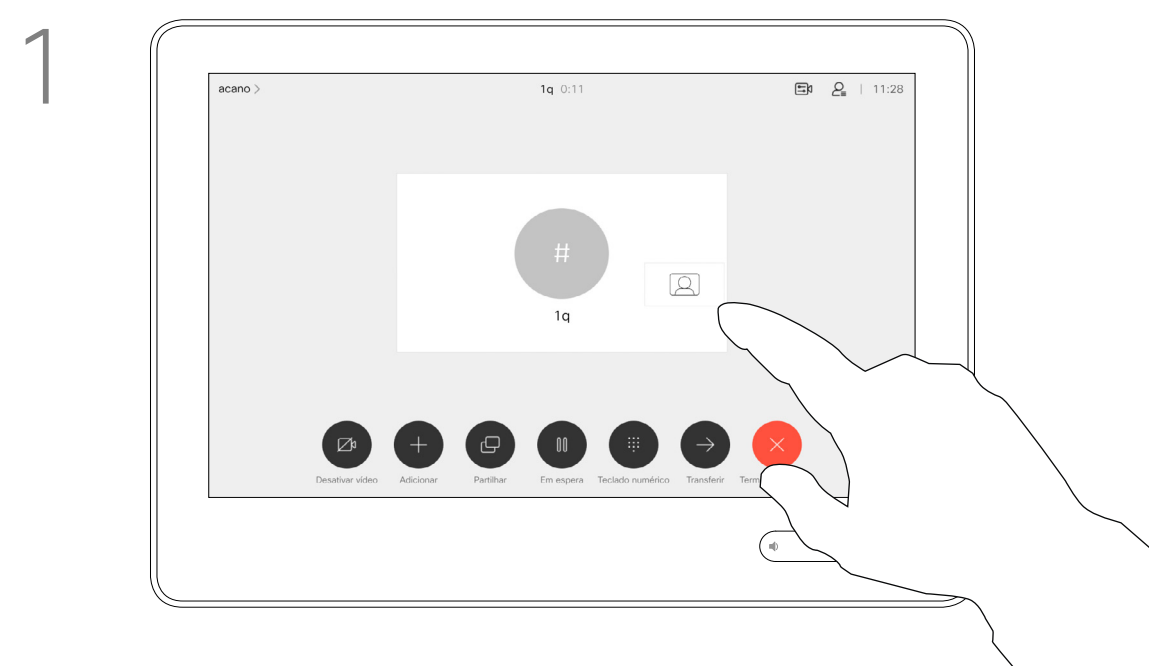 1
acano >
1q 0:11
11:28
#
1q
Desativar vídeo
Adicionar
Partilhar
Em espera
Teclado numérico
Transferir